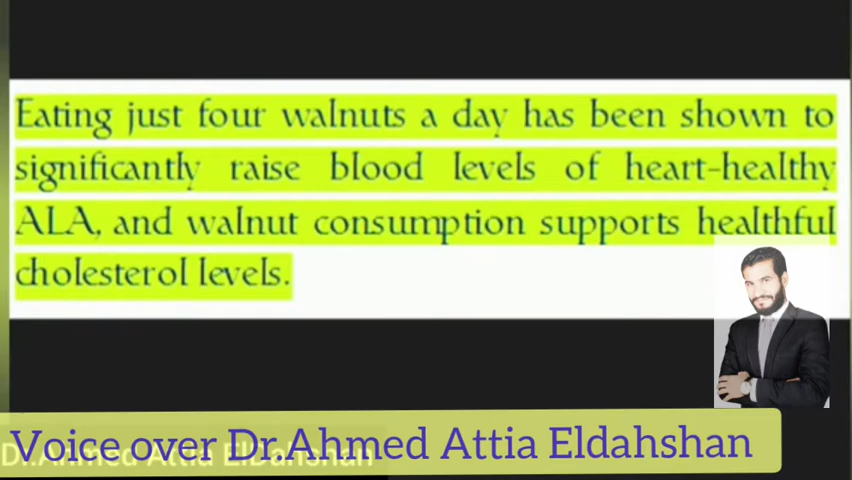 Eating just four walnuts a day has been shown to
significantly raise blood levels of heart-healthy
ALA, and walnut consumption supports healthful
cholesterol levels.
Voice over Dr.Ahmed Attia Eldahshan
Dr.Ahmed Attia ElDahshan